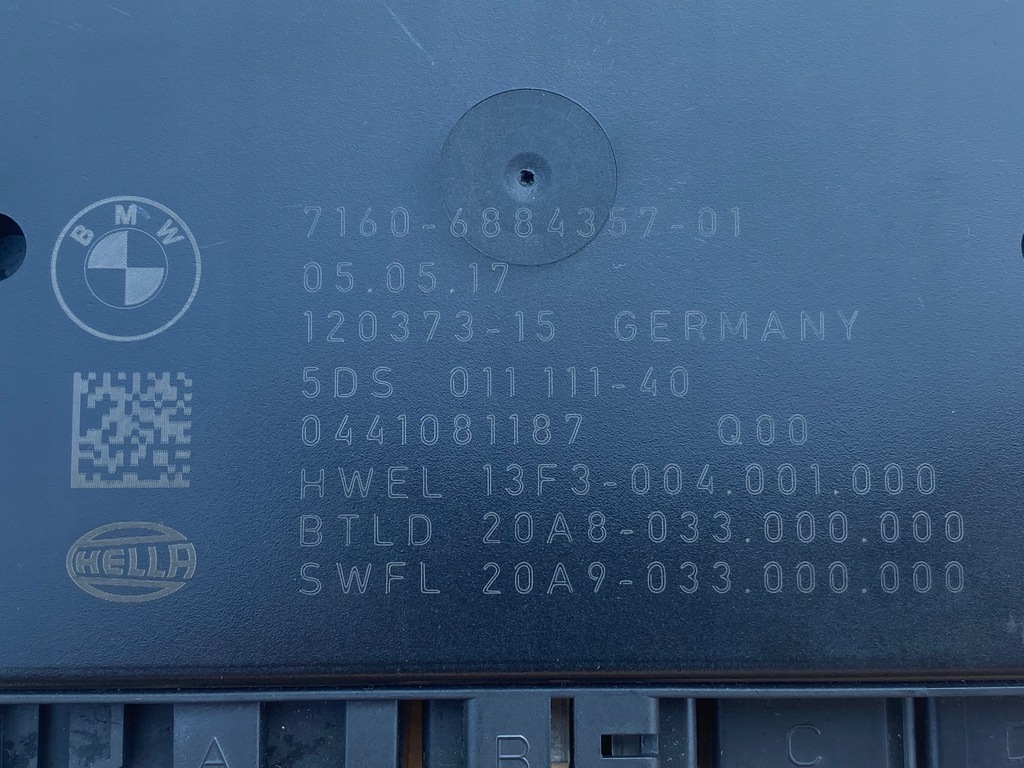 BMW
7160-6884357-01
05.05.17
120373-15 GERMANY
5DS 011 111-40
0441081187 Q00
HWEL 13F3-004.001.000
HELLA
BTLD 20A8-033.000.000
SWFL 20A9-033.000.000
A B C